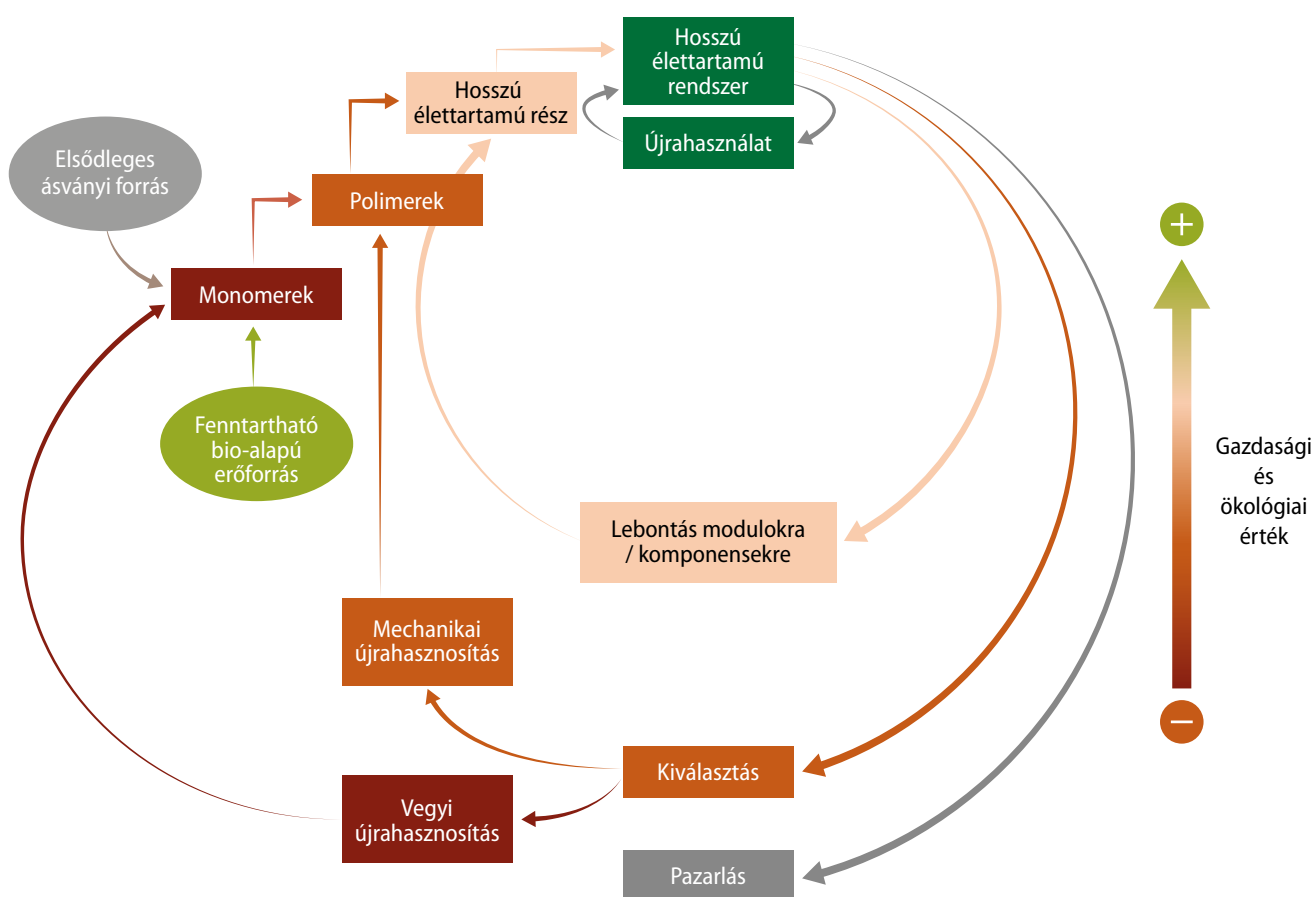 Hosszú
élettartamú
rendszer
Hosszú
élettartamú rész
Újrahasználat
Elsődleges
ásványi forrás
Polimerek
Monomerek
+
Fenntartható
bio-alapú
erőforrás
Gazdasági
és
ökológiai
érték
Lebontás modulokra
/ komponensekre
Mechanikai
újrahasznosítás
−
Kiválasztás
Vegyi
újrahasznosítás
Pazarlás